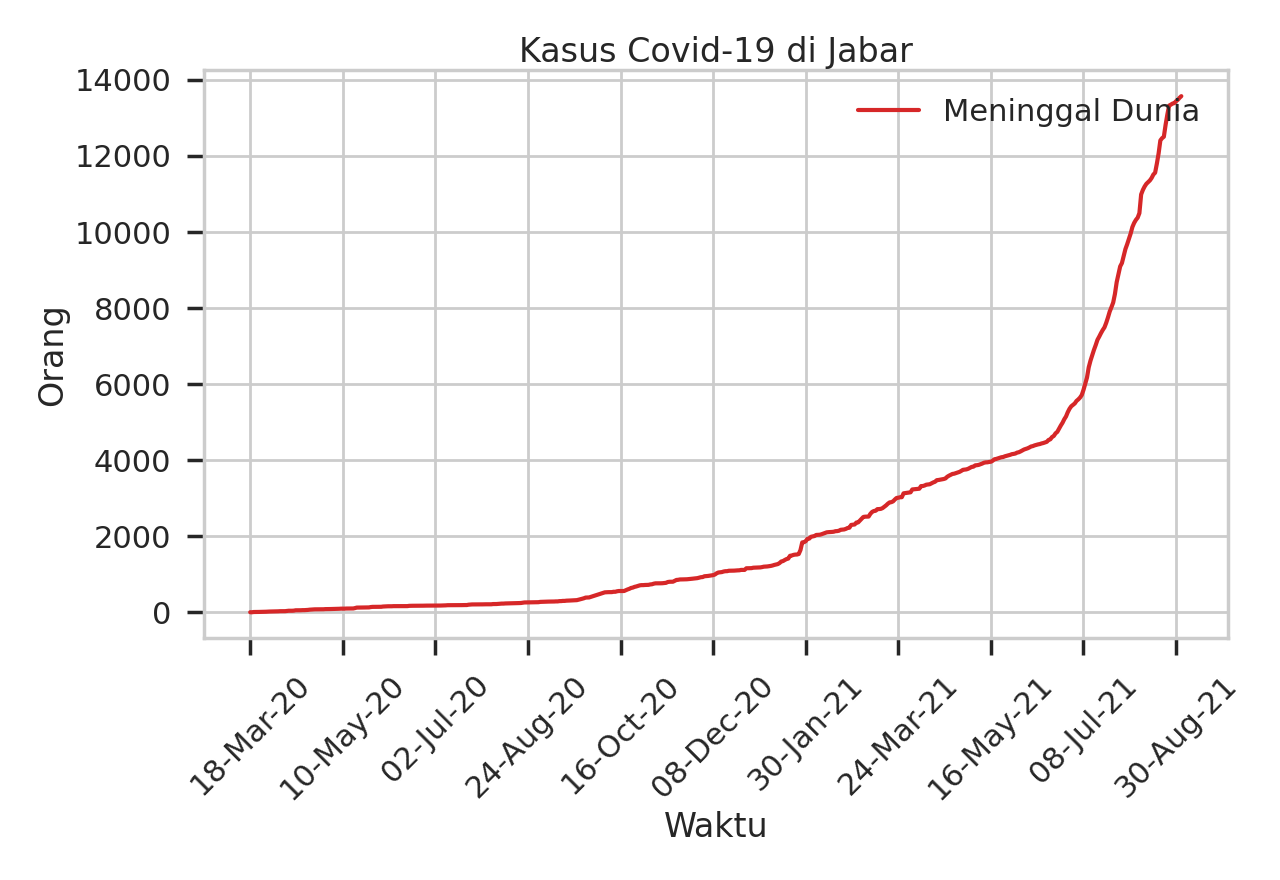 Kasus Covid-19 di Jabar
Meninggal Dunia
14000
12000
10000
8000
6000
4000
2000
0
Orang
18-Mar-20
10-May-20
02-Jul-20
24-Aug-20
16-Oct-20
08-Dec-20
30-Jan-21
24-Mar-21
16-May-21
08-Jul-21
30-Aug-21
Waktu